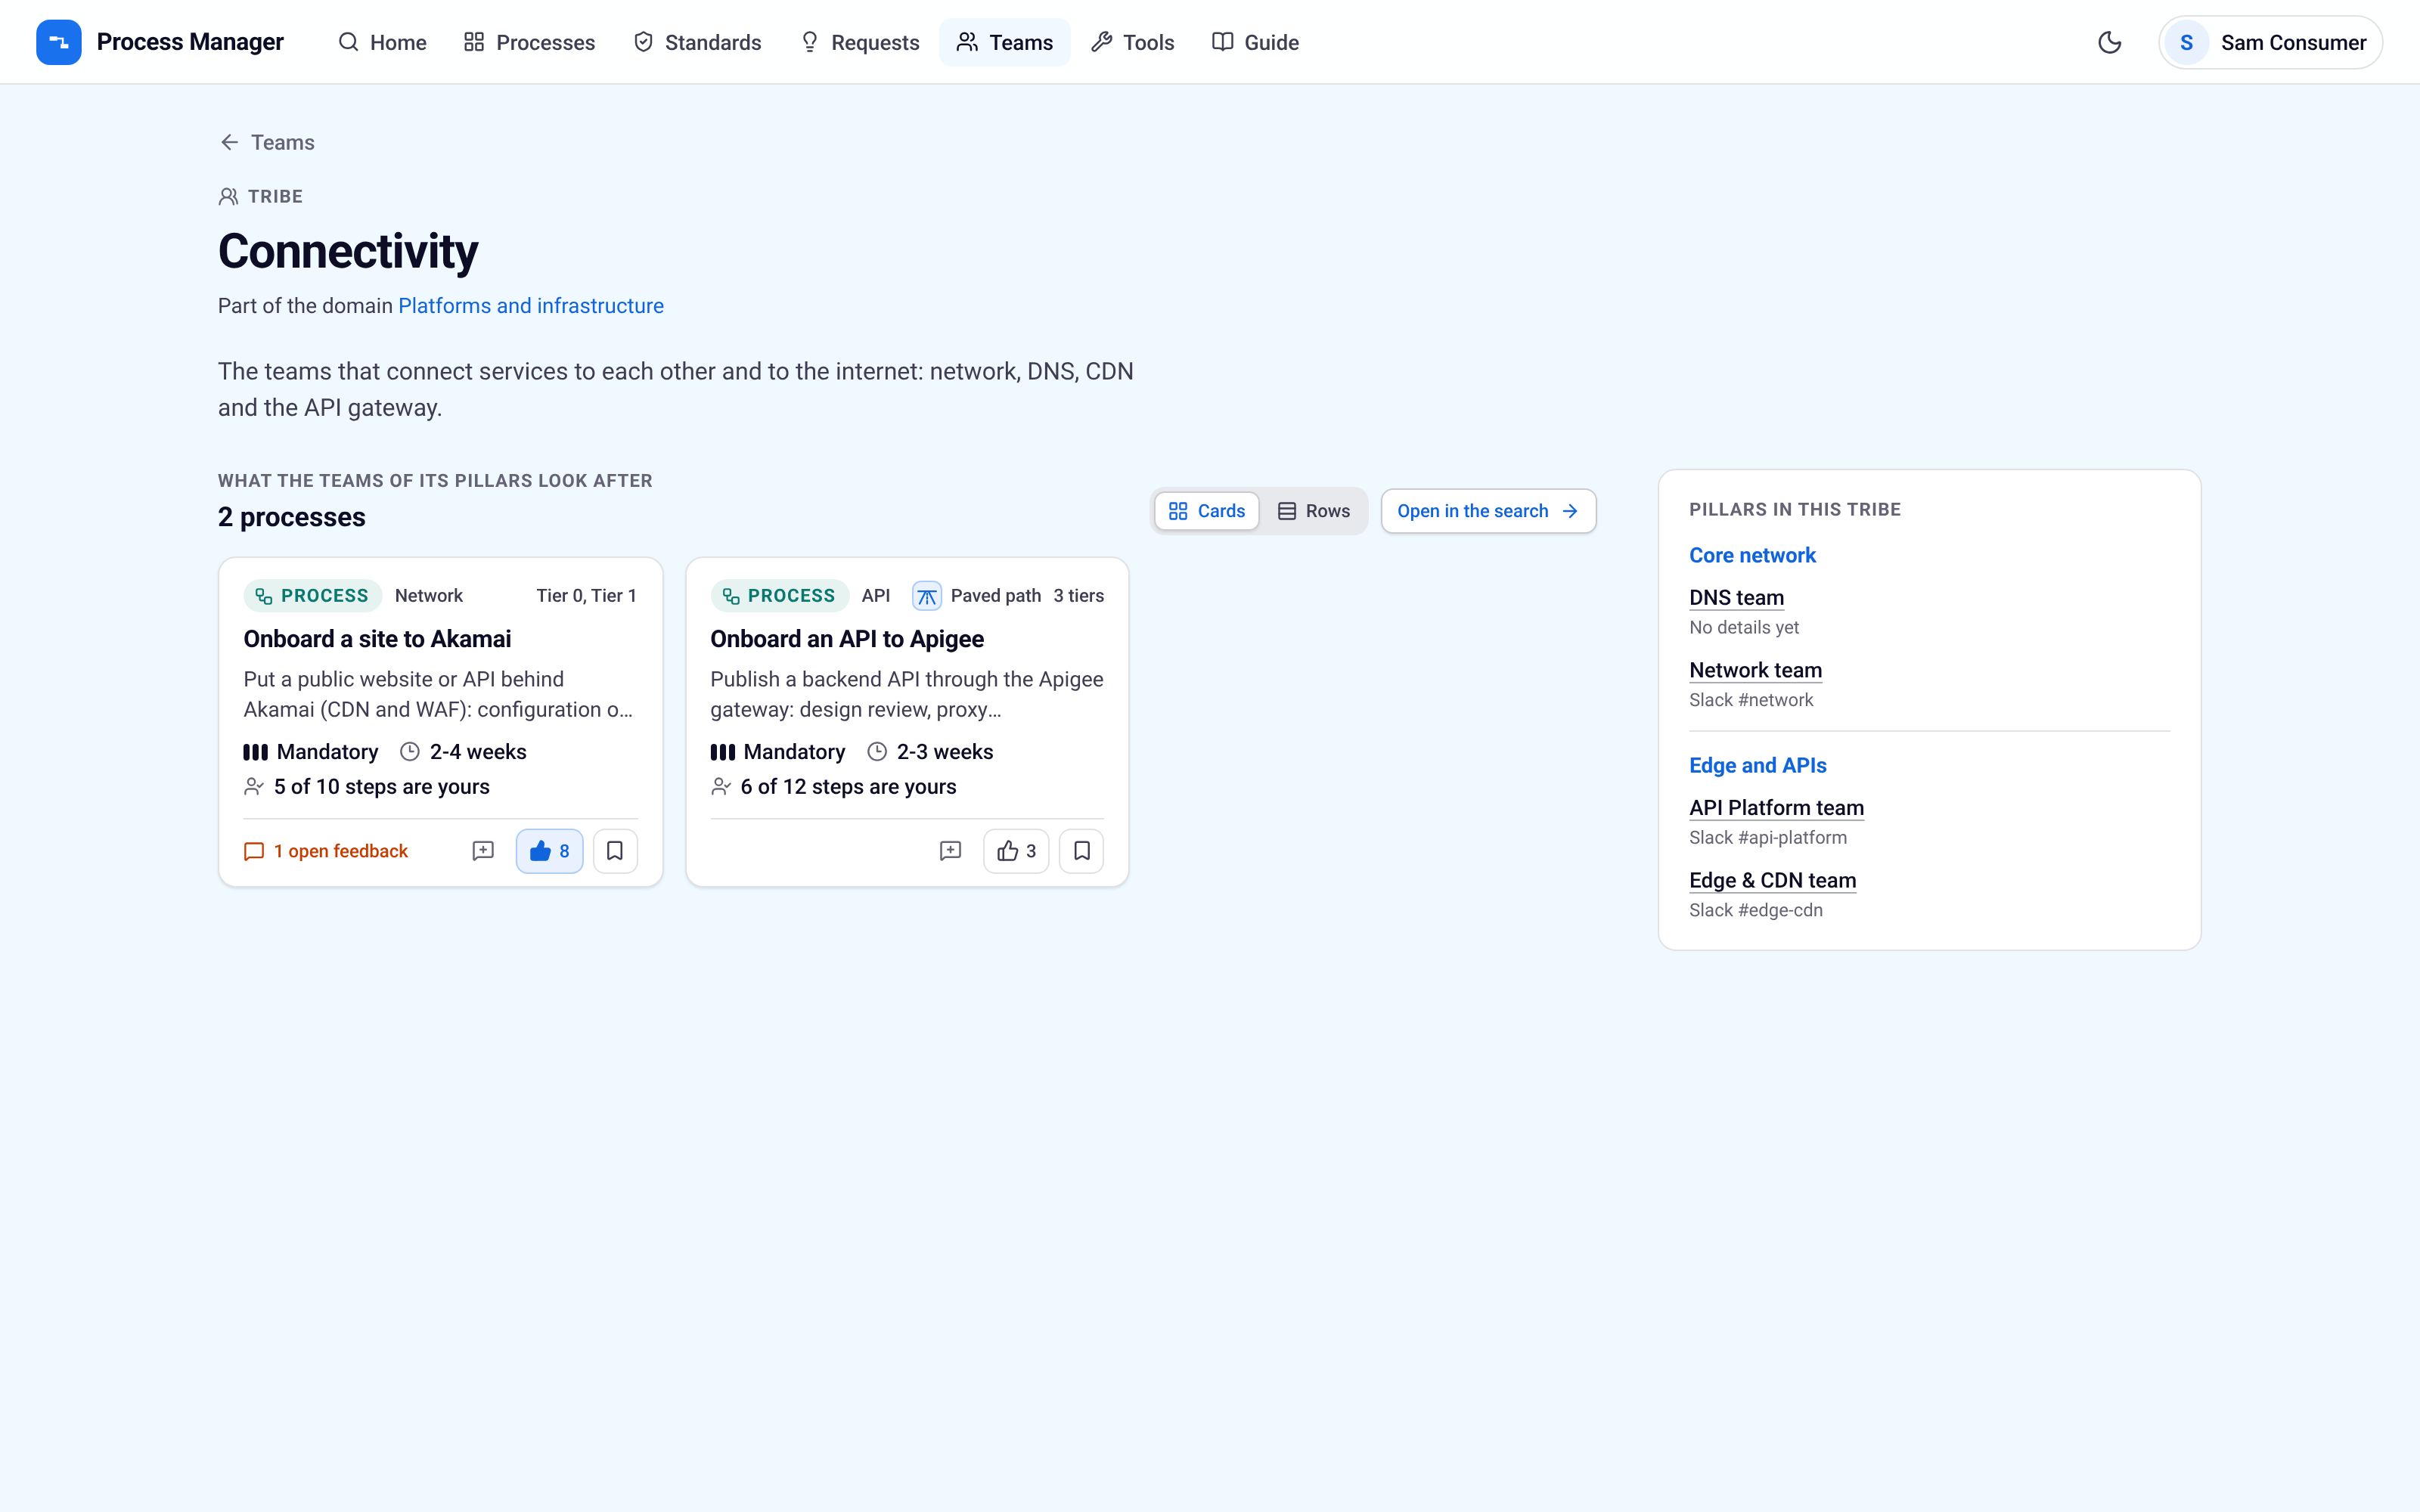 Process Manager
Home
Processes
Standards
Requests
Teams
Tools
Guide
S
Sam Consumer
Teams
TRIBE
Connectivity
Part of the domain Platforms and infrastructure
The teams that connect services to each other and to the internet: network, DNS, CDN
and the API gateway.
WHAT THE TEAMS OF ITS PILLARS LOOK AFTER
2 processes
Cards
Rows
Open in the search
PROCESS
Network
Tier 0, Tier 1
Onboard a site to Akamai
Put a public website or API behind
Akamai (CDN and WAF): configuration o...
Mandatory
2-4 weeks
5 of 10 steps are yours
1 open feedback
8
PROCESS
API
Paved path
3 tiers
Onboard an API to Apigee
Publish a backend API through the Apigee
gateway: design review, proxy...
Mandatory
2-3 weeks
6 of 12 steps are yours
3
PILLARS IN THIS TRIBE
Core network
DNS team
No details yet
Network team
Slack #network
Edge and APIs
API Platform team
Slack #api-platform
Edge & CDN team
Slack #edge-cdn